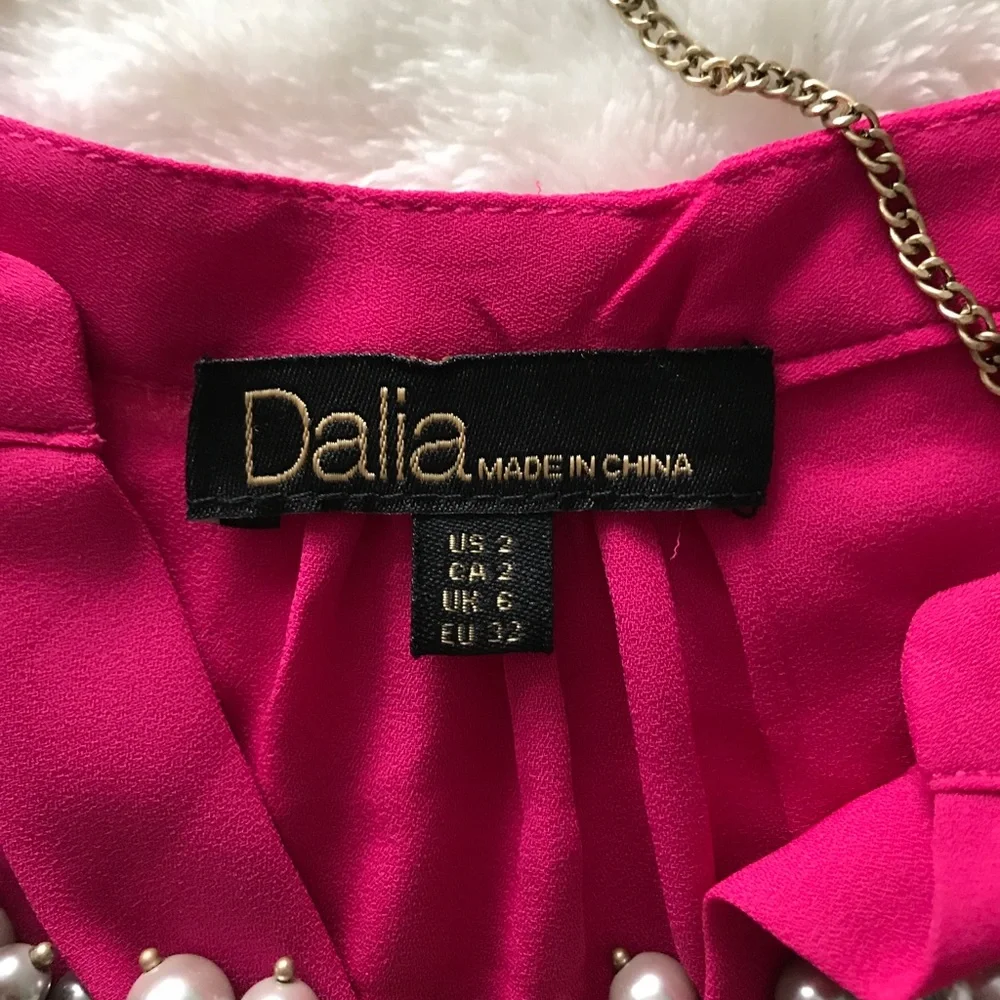 Dalia MADE IN CHINA
US 2
CA 2
UK 6
EU 32